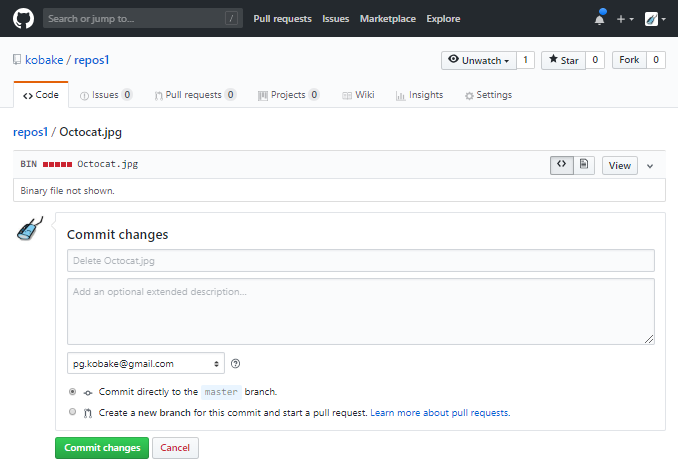 Search or jump to... / Pull requests Issues Marketplace Explore
kobake / repos1 Unwatch 1 Star 0 Fork 0
Code Issues 0 Pull requests 0 Projects 0 Wiki Insights Settings
repos1 / Octocat.jpg
BIN Octocat.jpg View
Binary file not shown.
Commit changes
Delete Octocat.jpg
Add an optional extended description...
pg.kobake@gmail.com
Commit directly to the master branch.
Create a new branch for this commit and start a pull request. Learn more about pull requests.
Commit changes Cancel